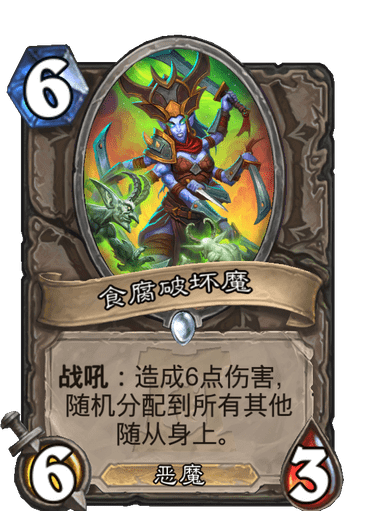 6
食腐破坏魔
战吼：造成6点伤害，
随机分配到所有其他
随从身上。
6
恶魔
3